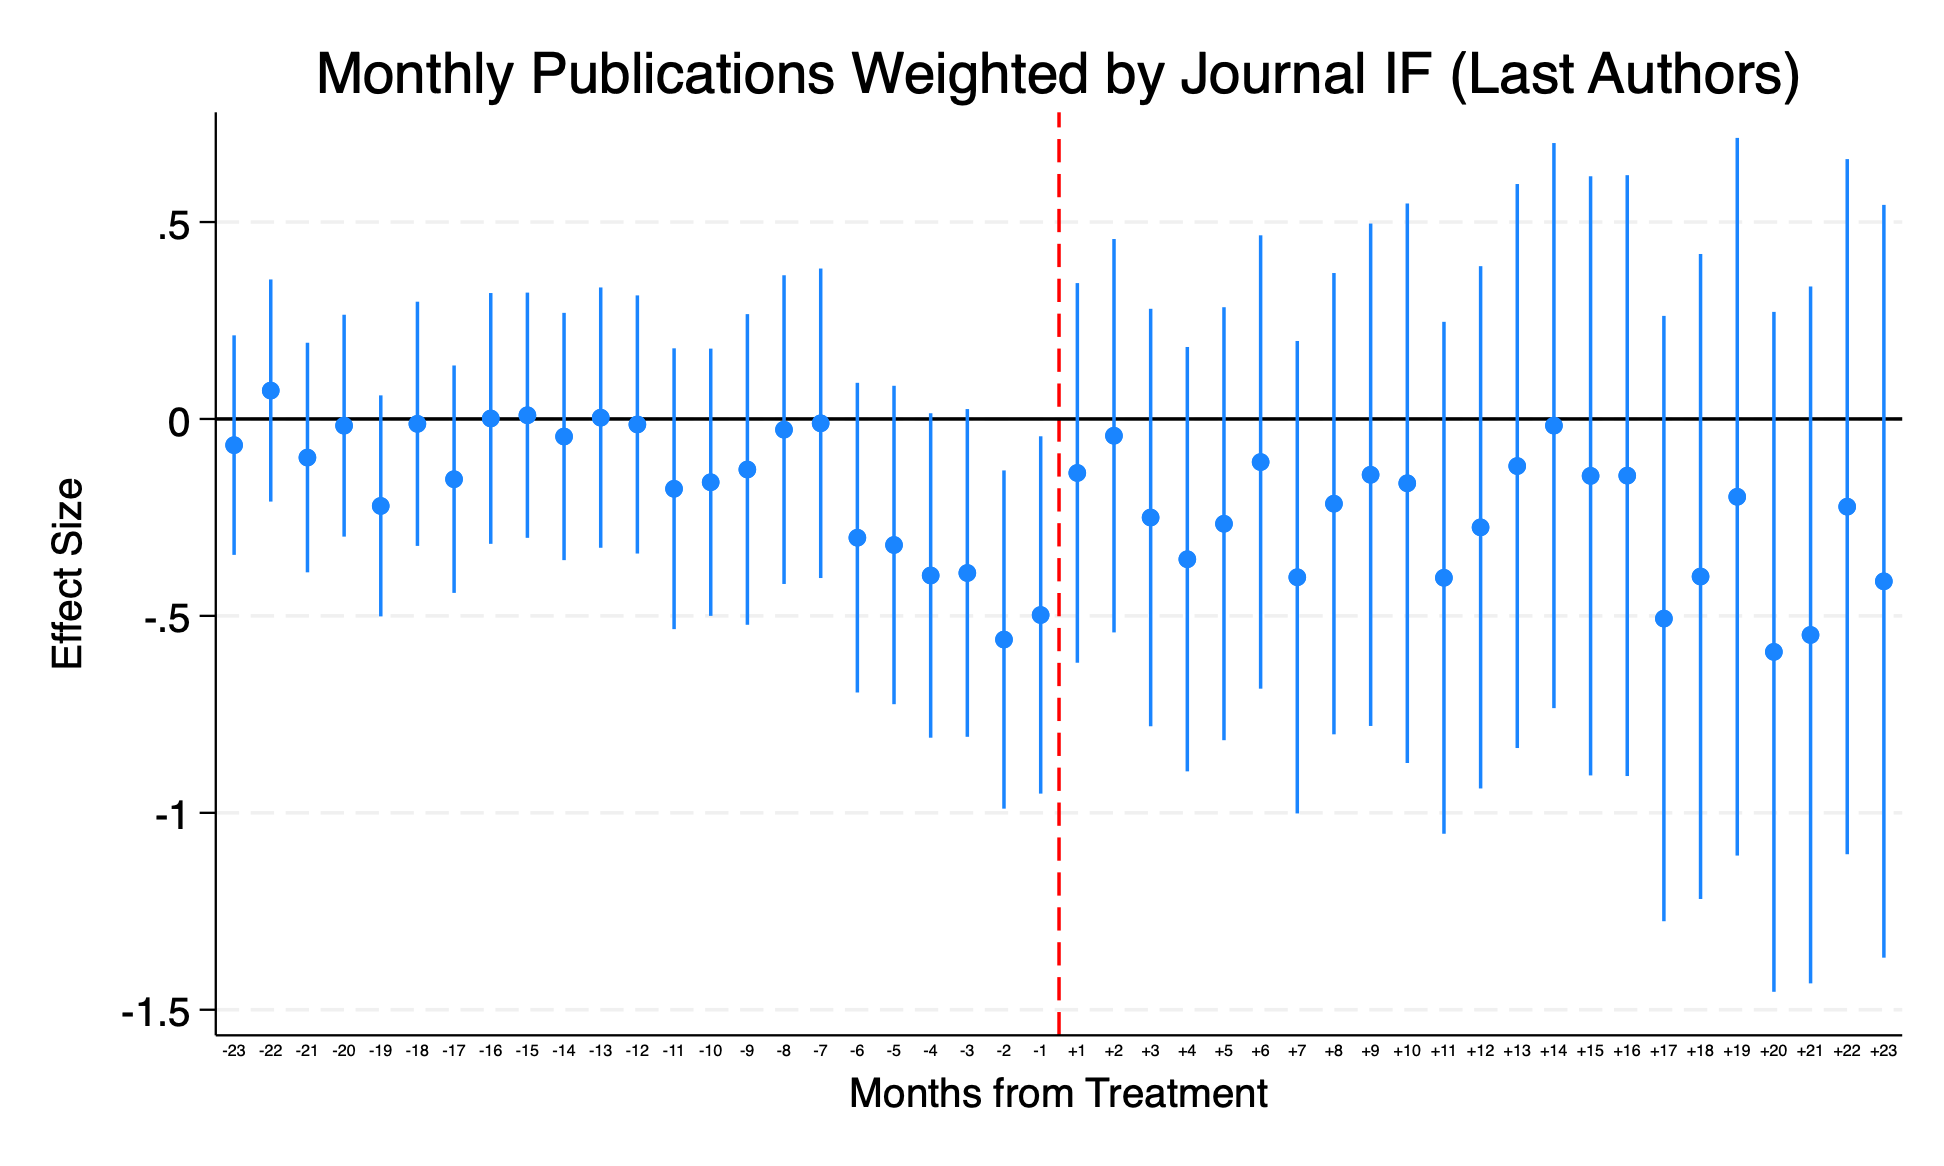 Monthly Publications Weighted by Journal IF (Last Authors)
.5
0
-.5
-1
-1.5
Effect Size
-23 -22 -21 -20 -19 -18 -17 -16 -15 -14 -13 -12 -11 -10 -9 -8 -7 -6 -5 -4 -3 -2 -1 +1 +2 +3 +4 +5 +6 +7 +8 +9 +10 +11 +12 +13 +14 +15 +16 +17 +18 +19 +20 +21 +22 +23
Months from Treatment